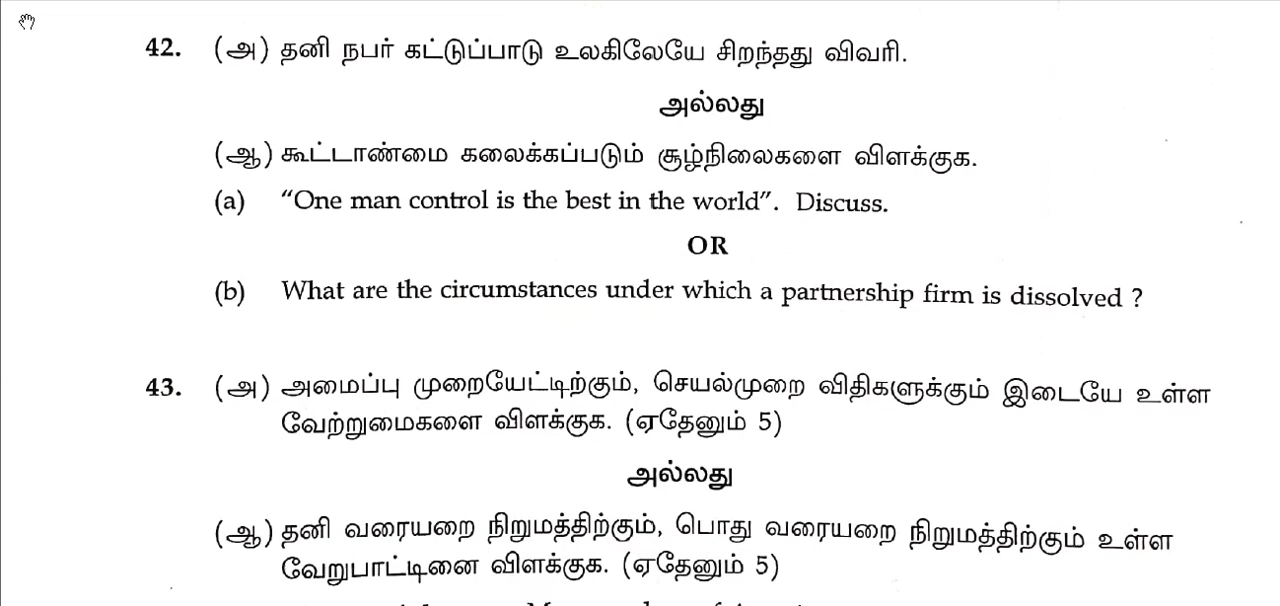 42. (அ) தனி நபர் கட்டுப்பாடு உலகிலேயே சிறந்தது விவரி.
அல்லது
(ஆ) கூட்டாண்மை கலைக்கப்படும் சூழ்நிலைகளை விளக்குக.
(a) “One man control is the best in the world”. Discuss.
OR
(b) What are the circumstances under which a partnership firm is dissolved ?
43. (அ) அமைப்பு முறையேட்டிற்கும், செயல்முறை விதிகளுக்கும் இடையே உள்ள
வேற்றுமைகளை விளக்குக. (ஏதேனும் 5)
அல்லது
(ஆ) தனி வரையறை நிறுமத்திற்கும், பொது வரையறை நிறுமத்திற்கும் உள்ள
வேறுபாட்டினை விளக்குக. (ஏதேனும் 5)